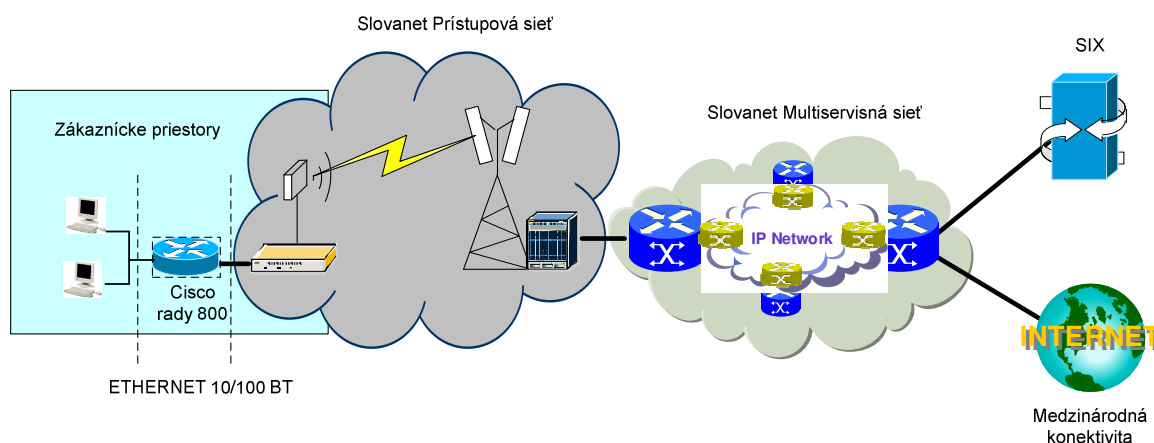 Slovanet Prístupová sieť
SIX
Slovanet Multiservisná sieť
Zákaznícke priestory
IP Network
Cisco
rady 800
INTERNET
ETHERNET 10/100 BT
Medzinárodná
konektivita